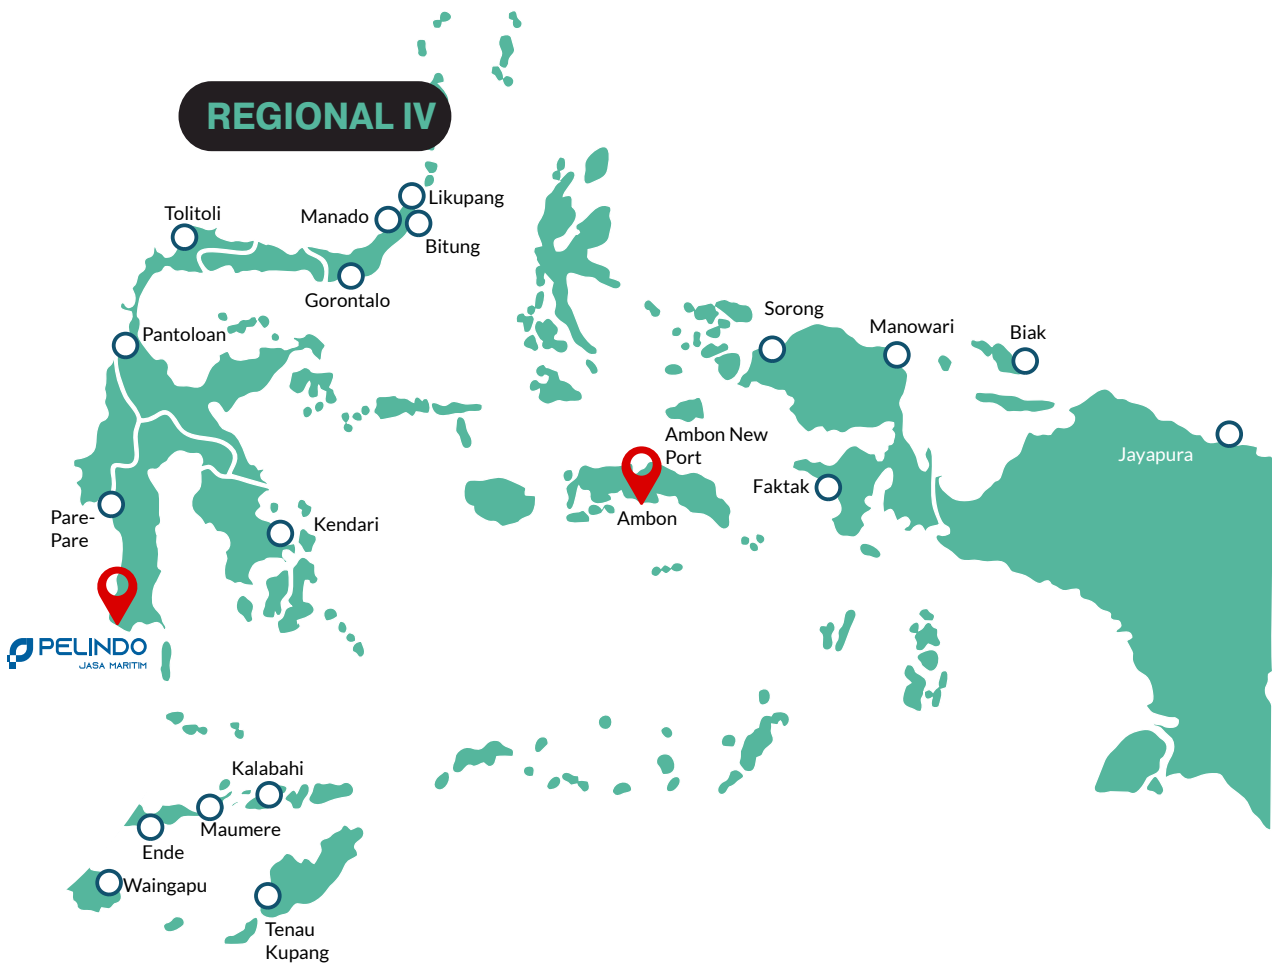 REGIONAL IV
Likupang
Tolitoli
Manado
Bitung
Gorontalo
Sorong
Manowari
Biak
Pantoloan
Ambon New
Port
Jayapura
Faktak
Pare-
Pare
Kendari
Ambon
PELINDO
JASA MARITIM
Kalabahi
Maumere
Ende
Waingapu
Tenau
Kupang